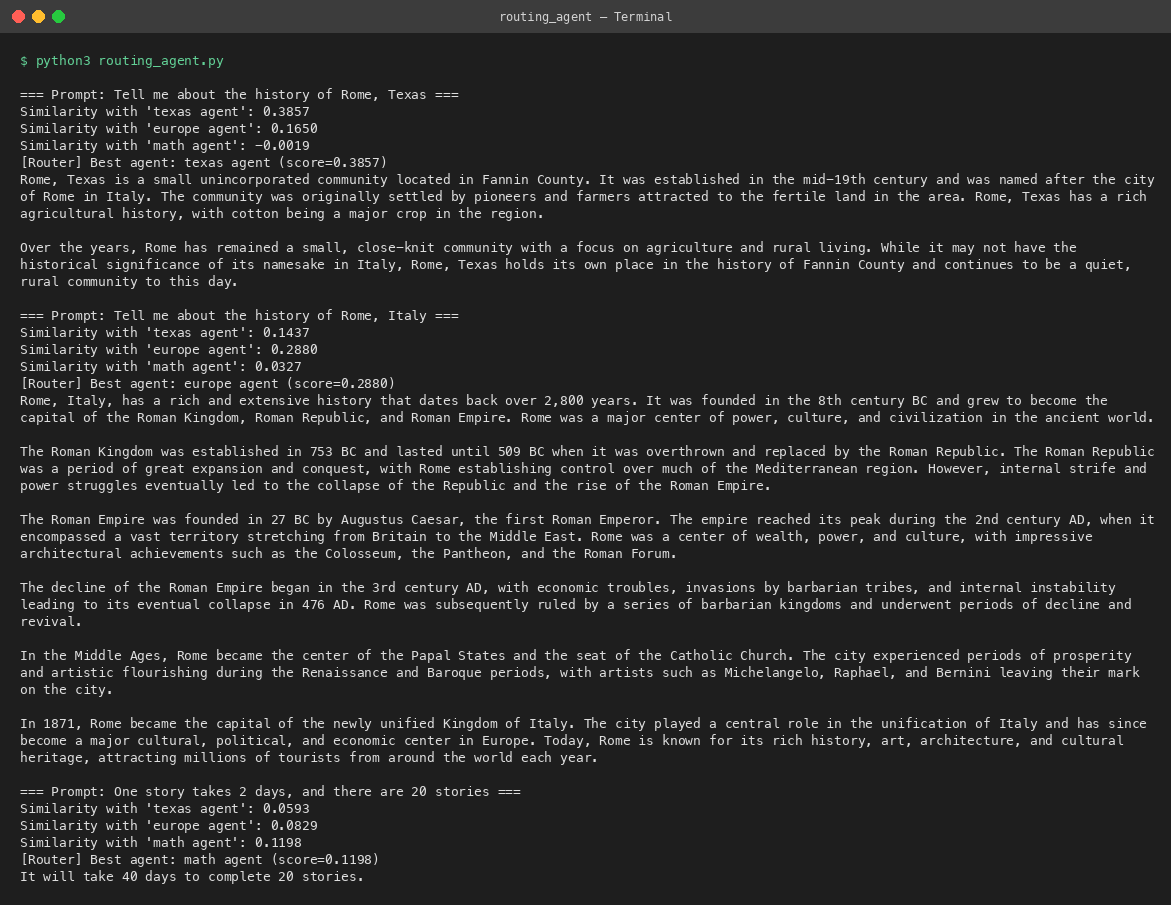 routing_agent — Terminal
$ python3 routing_agent.py
=== Prompt: Tell me about the history of Rome, Texas ===
Similarity with 'texas agent': 0.3857
Similarity with 'europe agent': 0.1650
Similarity with 'math agent': −0.0019
[Router] Best agent: texas agent (score=0.3857)
Rome, Texas is a small unincorporated community located in Fannin County. It was established in the mid−19th century and was named after the city
of Rome in Italy. The community was originally settled by pioneers and farmers attracted to the fertile land in the area. Rome, Texas has a rich
agricultural history, with cotton being a major crop in the region.
Over the years, Rome has remained a small, close−knit community with a focus on agriculture and rural living. While it may not have the
historical significance of its namesake in Italy, Rome, Texas holds its own place in the history of Fannin County and continues to be a quiet,
rural community to this day.
=== Prompt: Tell me about the history of Rome, Italy ===
Similarity with 'texas agent': 0.1437
Similarity with 'europe agent': 0.2880
Similarity with 'math agent': 0.0327
[Router] Best agent: europe agent (score=0.2880)
Rome, Italy, has a rich and extensive history that dates back over 2,800 years. It was founded in the 8th century BC and grew to become the
capital of the Roman Kingdom, Roman Republic, and Roman Empire. Rome was a major center of power, culture, and civilization in the ancient world.
The Roman Kingdom was established in 753 BC and lasted until 509 BC when it was overthrown and replaced by the Roman Republic. The Roman Republic
was a period of great expansion and conquest, with Rome establishing control over much of the Mediterranean region. However, internal strife and
power struggles eventually led to the collapse of the Republic and the rise of the Roman Empire.
The Roman Empire was founded in 27 BC by Augustus Caesar, the first Roman Emperor. The empire reached its peak during the 2nd century AD, when it
encompassed a vast territory stretching from Britain to the Middle East. Rome was a center of wealth, power, and culture, with impressive
architectural achievements such as the Colosseum, the Pantheon, and the Roman Forum.
The decline of the Roman Empire began in the 3rd century AD, with economic troubles, invasions by barbarian tribes, and internal instability
leading to its eventual collapse in 476 AD. Rome was subsequently ruled by a series of barbarian kingdoms and underwent periods of decline and
revival.
In the Middle Ages, Rome became the center of the Papal States and the seat of the Catholic Church. The city experienced periods of prosperity
and artistic flourishing during the Renaissance and Baroque periods, with artists such as Michelangelo, Raphael, and Bernini leaving their mark
on the city.
In 1871, Rome became the capital of the newly unified Kingdom of Italy. The city played a central role in the unification of Italy and has since
become a major cultural, political, and economic center in Europe. Today, Rome is known for its rich history, art, architecture, and cultural
heritage, attracting millions of tourists from around the world each year.
=== Prompt: One story takes 2 days, and there are 20 stories ===
Similarity with 'texas agent': 0.0593
Similarity with 'europe agent': 0.0829
Similarity with 'math agent': 0.1198
[Router] Best agent: math agent (score=0.1198)
It will take 40 days to complete 20 stories.